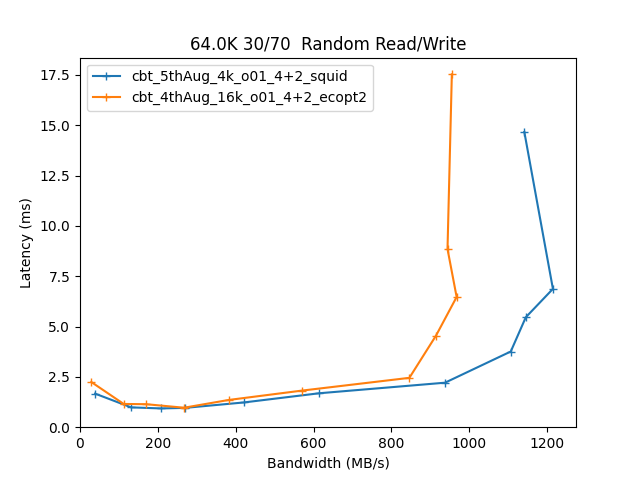 64.0K 30/70  Random Read/Write
cbt_5thAug_4k_o01_4+2_squid
cbt_4thAug_16k_o01_4+2_ecopt2
17.5
15.0
12.5
10.0
7.5
5.0
2.5
0.0
Latency (ms)
0 200 400 600 800 1000 1200
Bandwidth (MB/s)